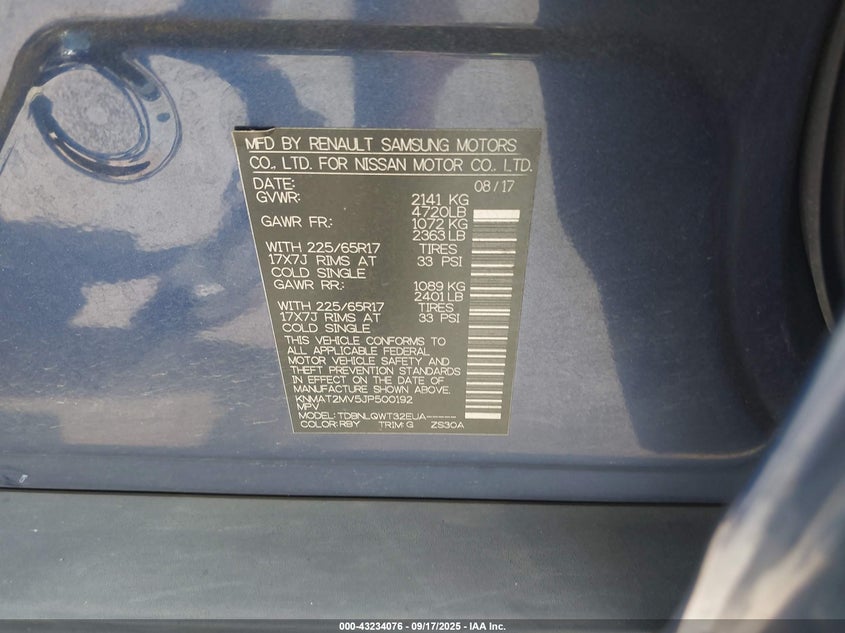 MFD BY RENAULT SAMSUNG MOTORS
CO., LTD. FOR NISSAN MOTOR CO., LTD.
DATE: 08/17
GVWR: 2141 KG
4720LB
GAWR FR.: 1072 KG
2363LB
WITH 225/65R17 TIRES
17X7J RIMS AT 33 PSI
COLD SINGLE
GAWR RR.: 1089 KG
2401LB
WITH 225/65R17 TIRES
17X7J RIMS AT 33 PSI
COLD SINGLE
THIS VEHICLE CONFORMS TO
ALL APPLICABLE FEDERAL
MOTOR VEHICLE SAFETY AND
THEFT PREVENTION STANDARDS
IN EFFECT ON THE DATE OF
MANUFACTURE SHOWN ABOVE.
KNMAT2MV5JP500192
MPV
MODEL: TDBNLQWT32EUA-----
COLOR: RBY TRIM: G ZS30A
000-43234076 - 09/17/2025 - IAA Inc.